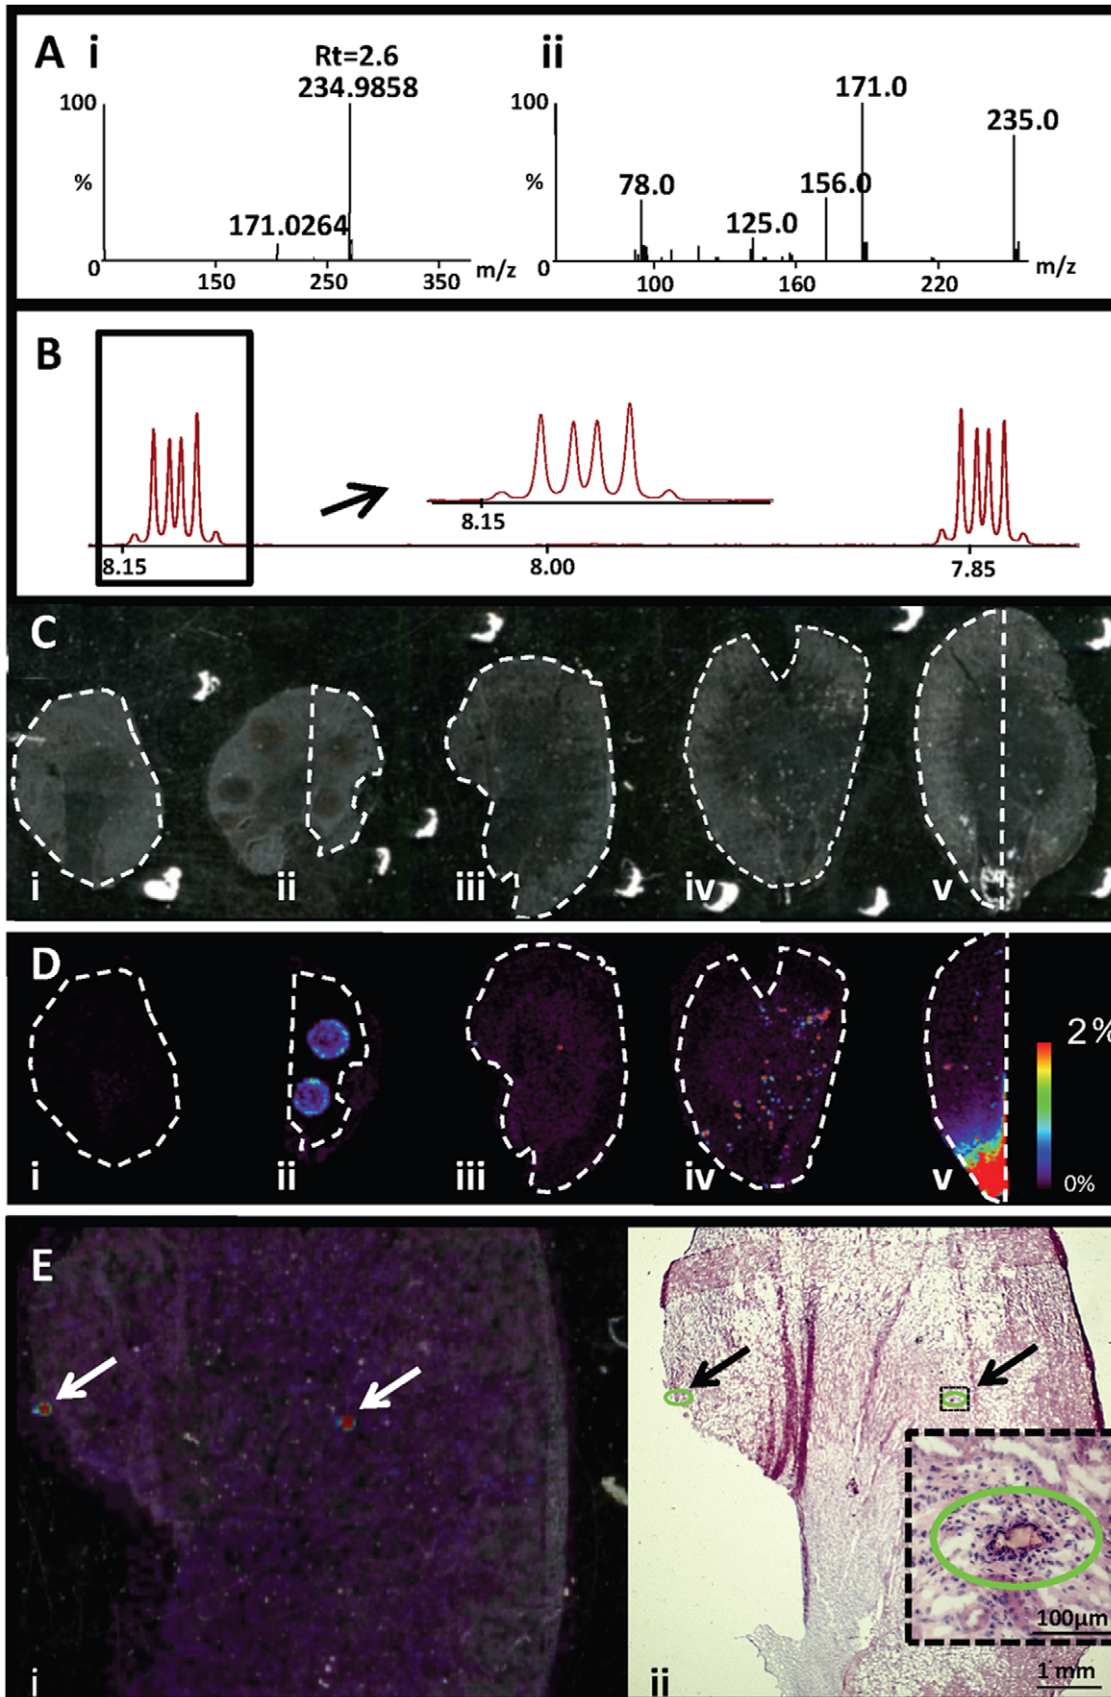 A i ii
Rt=2.6
234.9858
100
%
171.0264
0
150 250 350 m/z
100
171.0
235.0
%
78.0
156.0
125.0
0
100 160 220 m/z
B
8.15
8.15 8.00 7.85
C
i ii iii iv v
D
2%
0%
i ii iii iv v
E
100µm
1 mm
i ii